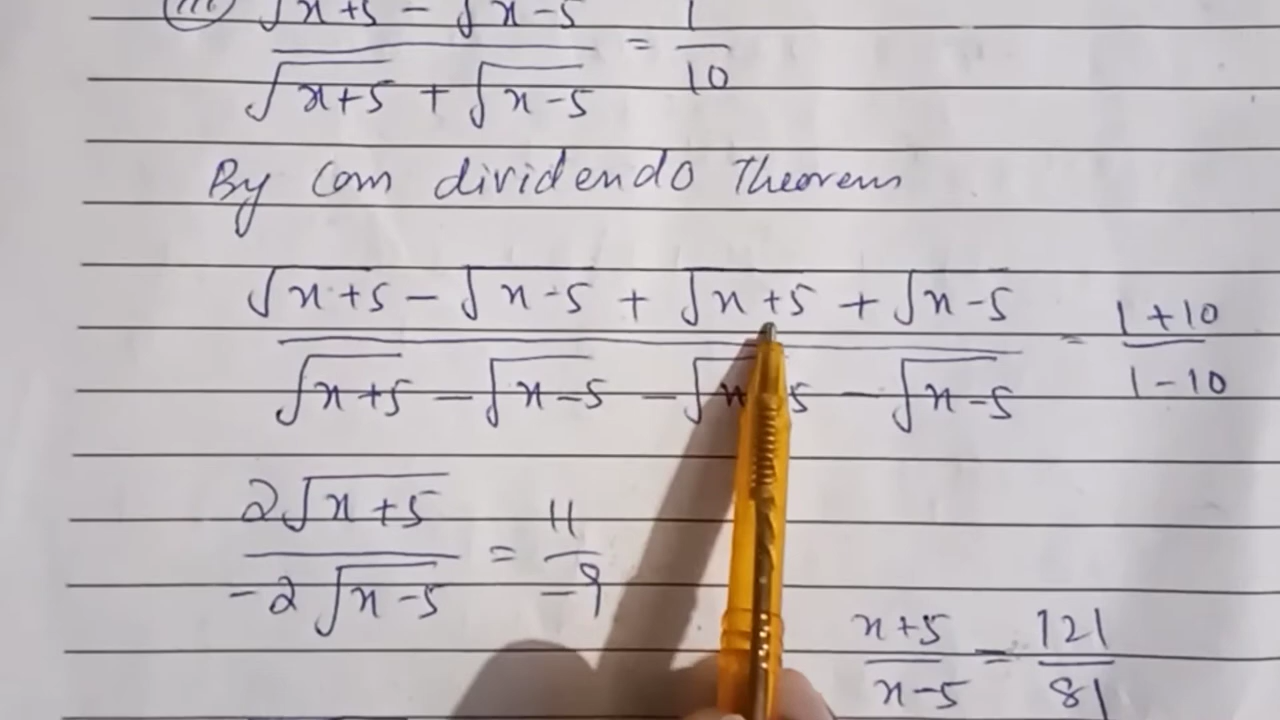 (iii) √x+5 - √x-5 / √x+5 + √x-5 = 1/10
By Com dividendo Theorem
√x+5 - √x-5 + √x+5 + √x-5 / √x+5 - √x-5 - √x+5 - √x-5 = 1+10 / 1-10
2√x+5 / -2√x-5 = 11/-9
x+5 / x-5 = 121/81